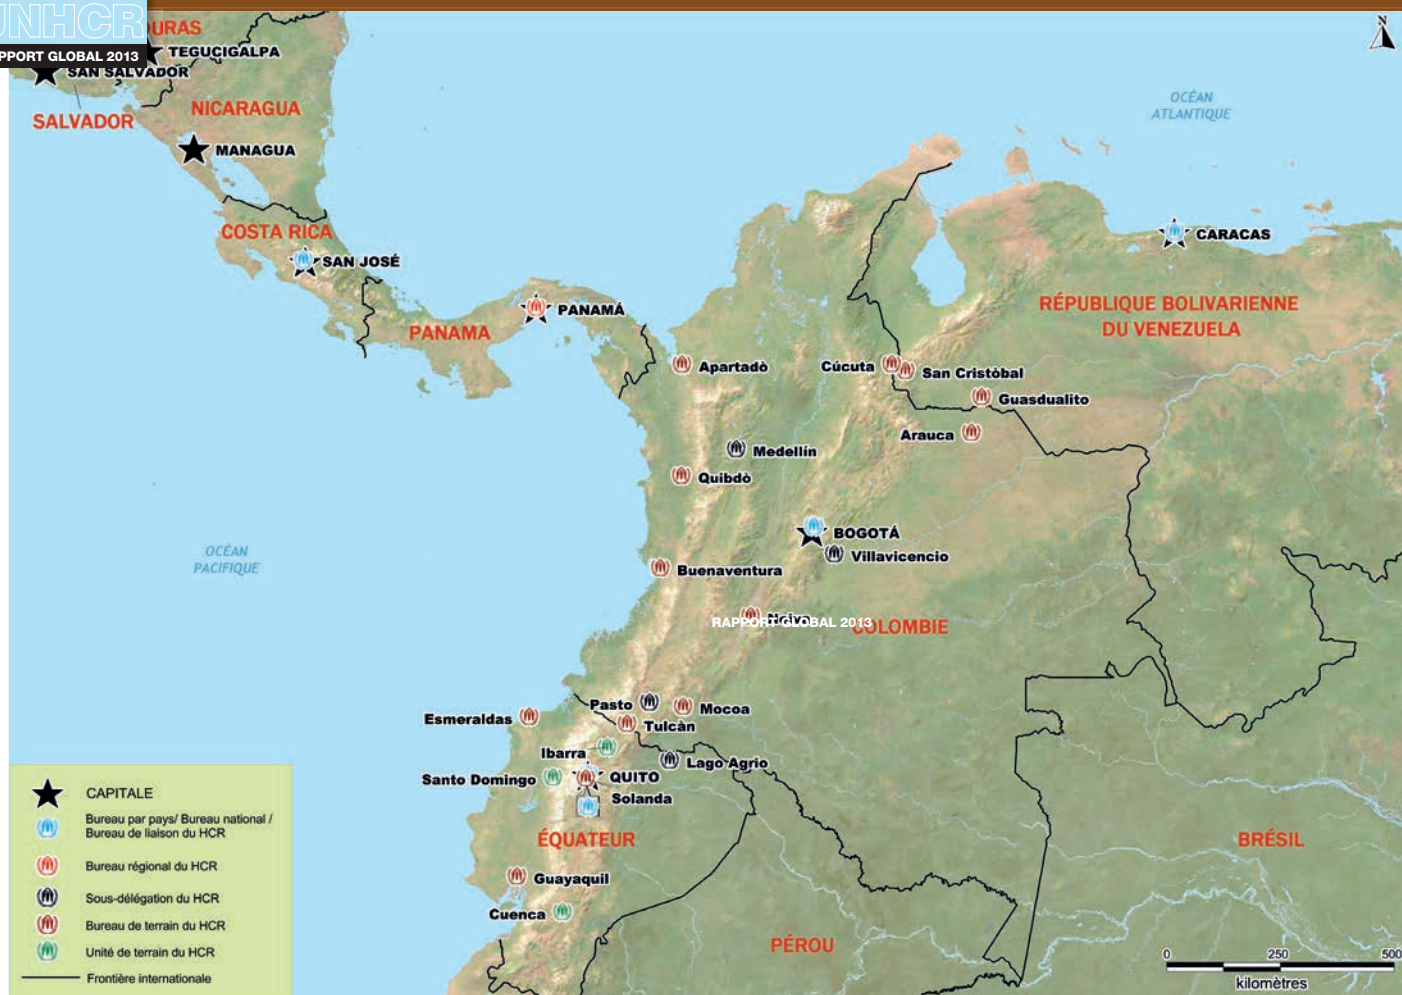 UNHCR
RAPPORT GLOBAL 2013
TEGUCIGALPA
SAN SALVADOR
SALVADOR
NICARAGUA
MANAGUA
COSTA RICA
SAN JOSÉ
PANAMA
PANAMÁ
N
OCÉAN
ATLANTIQUE
CARACAS
RÉPUBLIQUE BOLIVARIENNE
DU VENEZUELA
Apartadò
Cúcuta
San Cristòbal
Guasdualito
Arauca
Medellín
Quibdò
BOGOTÁ
Villavicencio
OCÉAN
PACIFIQUE
Buenaventura
Neiva
RAPPORT GLOBAL 2013
COLOMBIE
Pasto
Mocoa
Esmeraldas
Tulcàn
Ibarra
Lago Agrio
Santo Domingo
QUITO
Solanda
ÉQUATEUR
BRÉSIL
Guayaquil
Cuenca
PÉROU
CAPITALE
Bureau par pays/ Bureau national /
Bureau de liaison du HCR
Bureau régional du HCR
Sous-délégation du HCR
Bureau de terrain du HCR
Unité de terrain du HCR
Frontière internationale
0 250 500
kilomètres